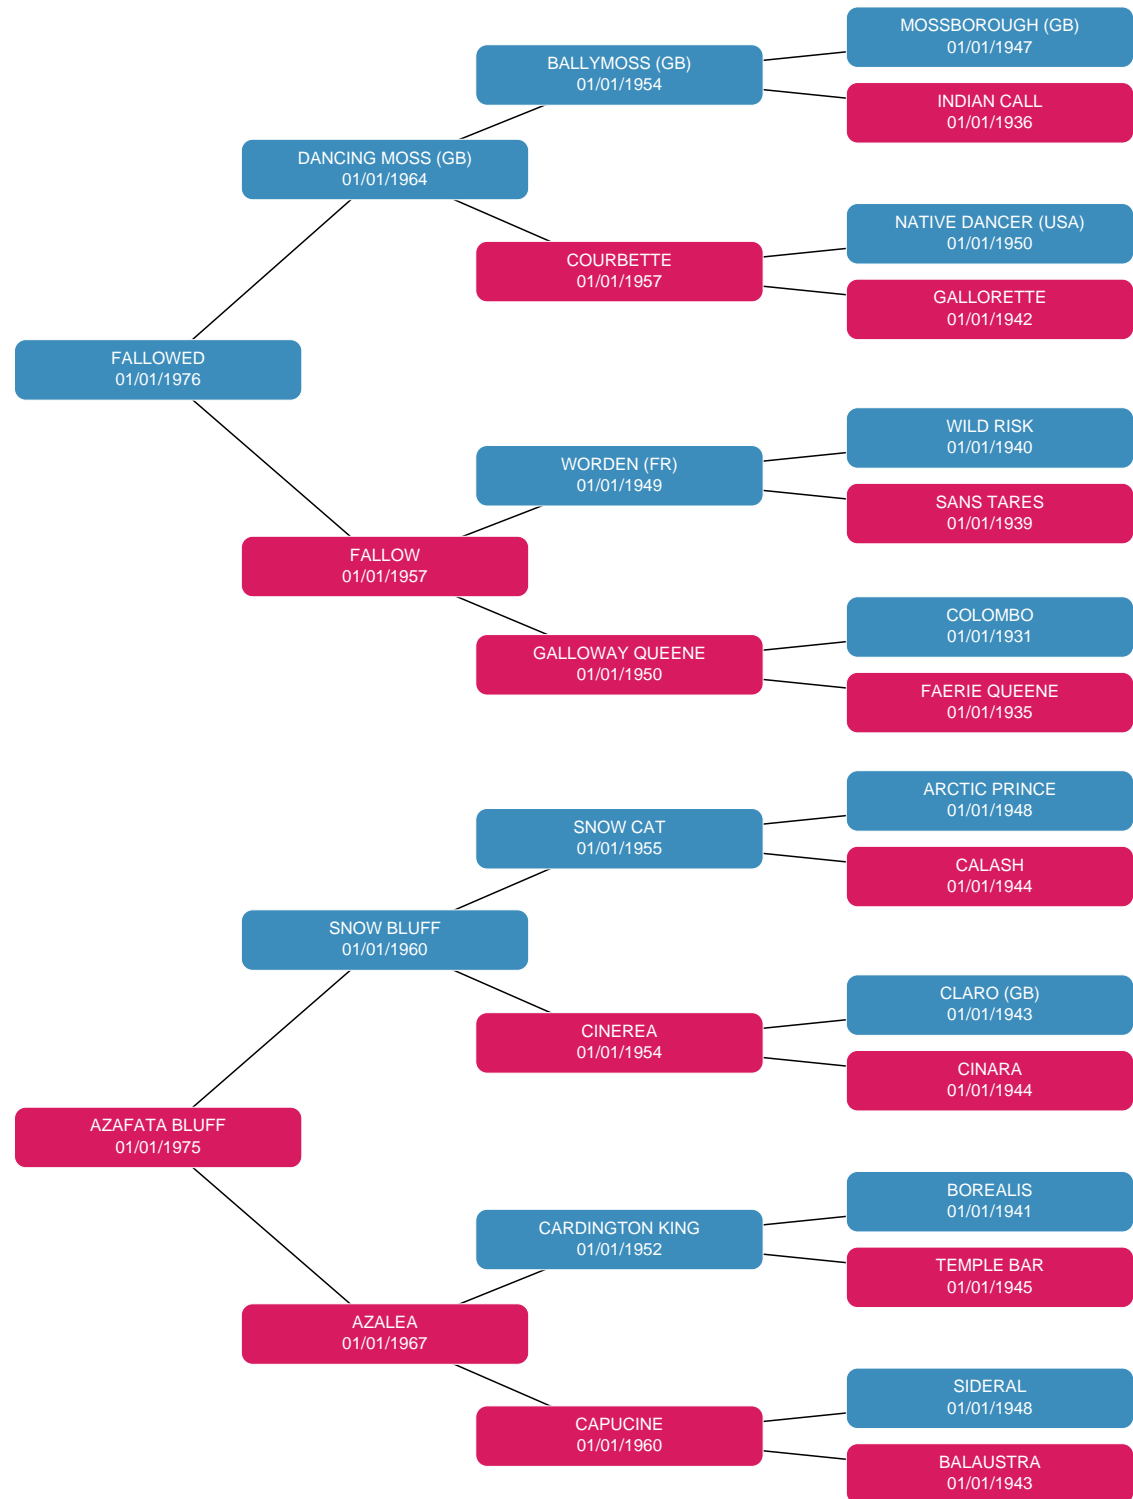 MOSSBOROUGH (GB)
01/01/1947
BALLYMOSS (GB)
01/01/1954
INDIAN CALL
01/01/1936
DANCING MOSS (GB)
01/01/1964
NATIVE DANCER (USA)
01/01/1950
COURBETTE
01/01/1957
GALLORETTE
01/01/1942
FALLOWED
01/01/1976
WILD RISK
01/01/1940
WORDEN (FR)
01/01/1949
SANS TARES
01/01/1939
FALLOW
01/01/1957
COLOMBO
01/01/1931
GALLOWAY QUEENE
01/01/1950
FAERIE QUEENE
01/01/1935
ARCTIC PRINCE
01/01/1948
SNOW CAT
01/01/1955
CALASH
01/01/1944
SNOW BLUFF
01/01/1960
CLARO (GB)
01/01/1943
CINEREA
01/01/1954
CINARA
01/01/1944
AZAFATA BLUFF
01/01/1975
BOREALIS
01/01/1941
CARDINGTON KING
01/01/1952
TEMPLE BAR
01/01/1945
AZALEA
01/01/1967
SIDERAL
01/01/1948
CAPUCINE
01/01/1960
BALAUSTRA
01/01/1943